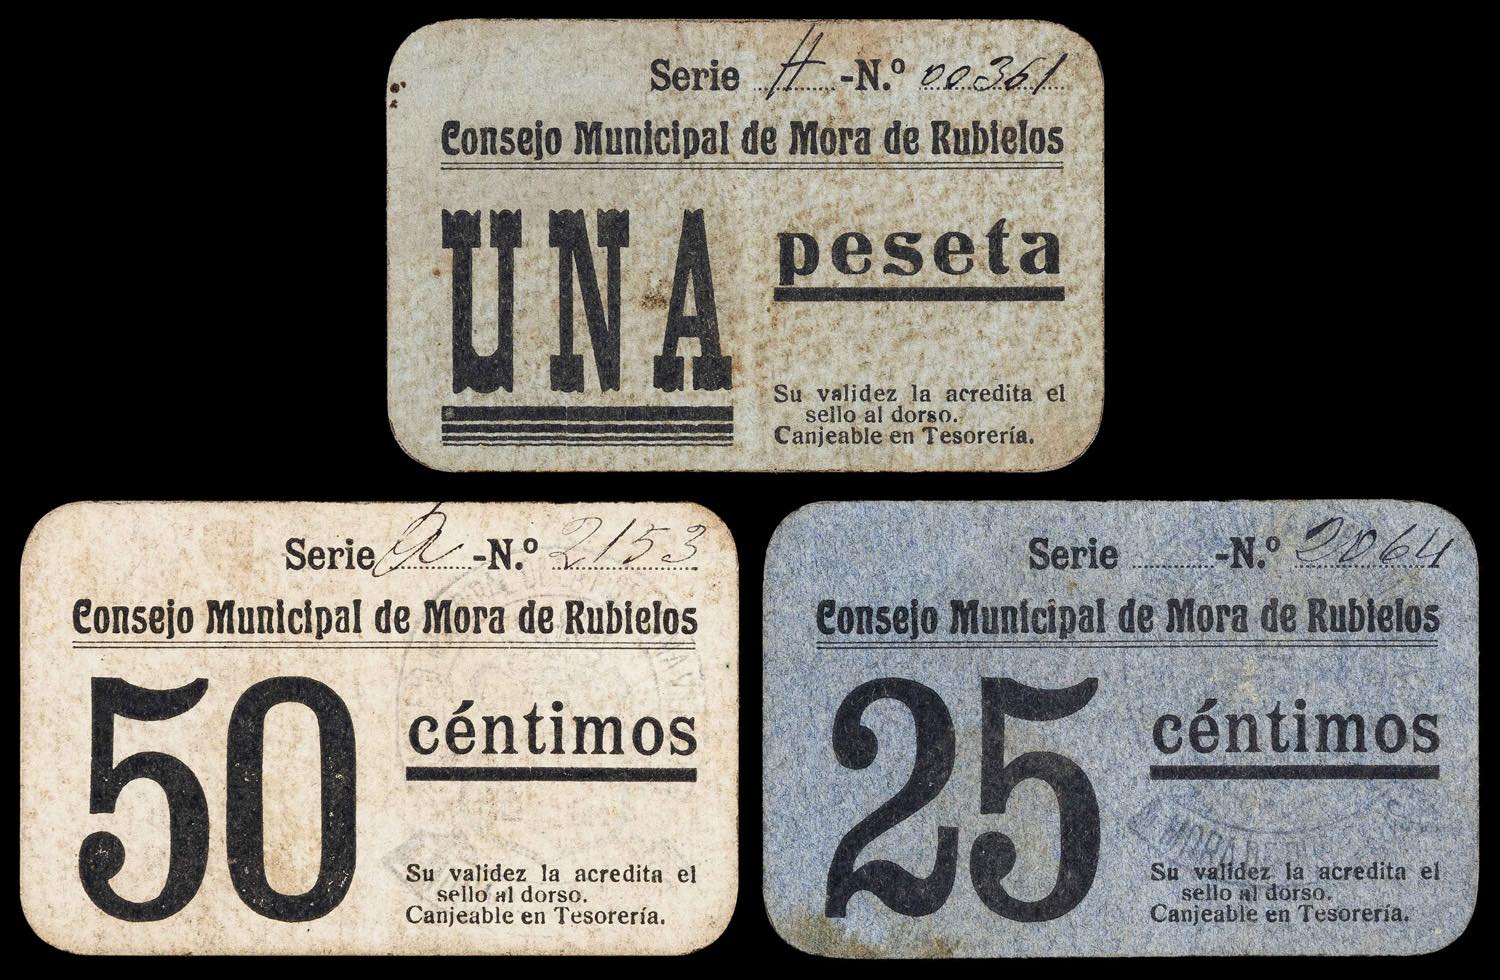 Serie H -N.º 00361
Consejo Municipal de Mora de Rubielos
UNA peseta
Su validez la acredita el
sello al dorso.
Canjeable en Tesorería.
Serie A -N.º 2153
Consejo Municipal de Mora de Rubielos
50 céntimos
Su validez la acredita el
sello al dorso.
Canjeable en Tesorería.
Serie ........ -N.º 2064
Consejo Municipal de Mora de Rubielos
25 céntimos
Su validez la acredita el
sello al dorso.
Canjeable en Tesorería.